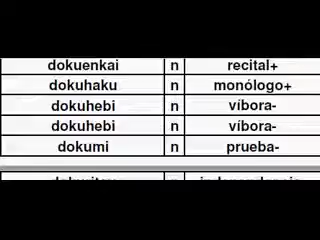 dokuenkai n recital+
dokuhaku n monólogo+
dokuhebi n víbora-
dokuhebi n víbora-
dokumi n prueba-